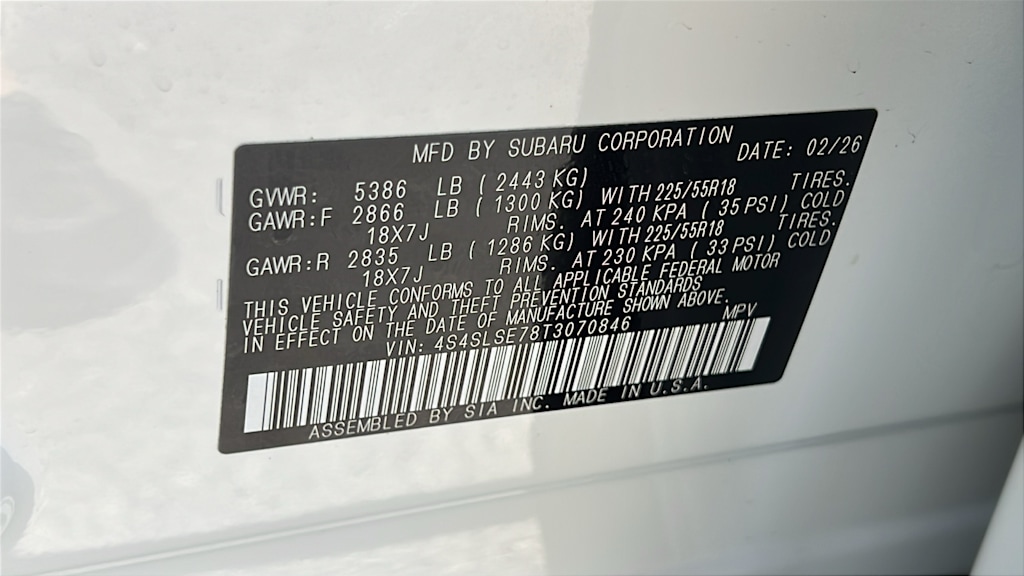 MFD BY SUBARU CORPORATION DATE: 02/26
GVWR: 5386 LB ( 2443 KG)
GAWR:F 2866 LB ( 1300 KG) WITH 225/55R18 TIRES.
18X7J RIMS. AT 240 KPA ( 35 PSI) COLD
GAWR:R 2835 LB ( 1286 KG) WITH 225/55R18 TIRES.
18X7J RIMS. AT 230 KPA ( 33 PSI) COLD
THIS VEHICLE CONFORMS TO ALL APPLICABLE FEDERAL MOTOR
VEHICLE SAFETY AND THEFT PREVENTION STANDARDS
IN EFFECT ON THE DATE OF MANUFACTURE SHOWN ABOVE.
VIN: 4S4SLSE78T3070846 MPV
ASSEMBLED BY SIA INC. MADE IN U.S.A.